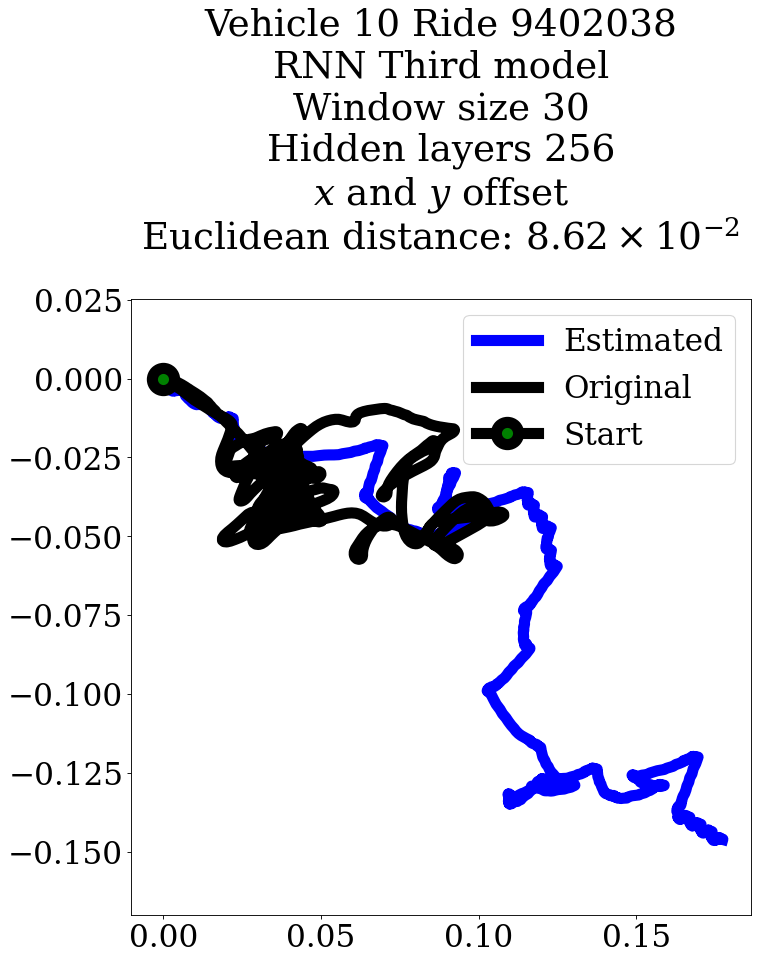 Vehicle 10 Ride 9402038
RNN Third model
Window size 30
Hidden layers 256
x and y offset
Euclidean distance: 8.62 × 10⁻²
0.025
0.000
−0.025
−0.050
−0.075
−0.100
−0.125
−0.150
Estimated
Original
Start
0.00 0.05 0.10 0.15